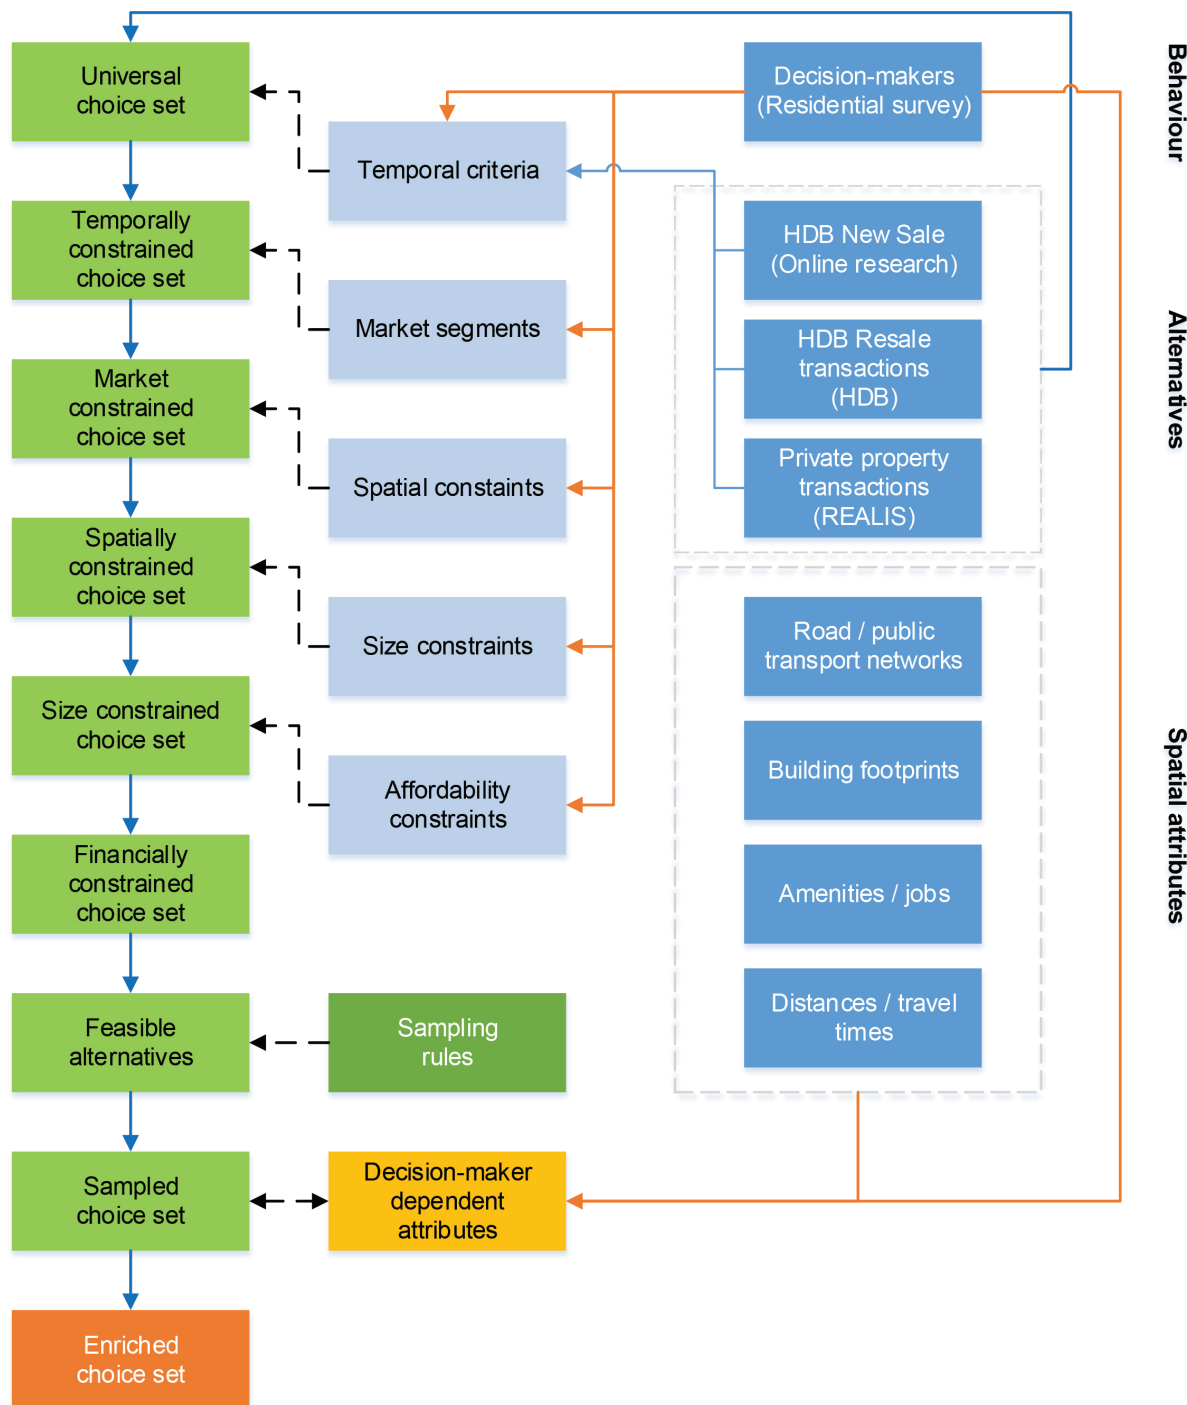 Universal
choice set
Temporally
constrained
choice set
Market
constrained
choice set
Spatially
constrained
choice set
Size constrained
choice set
Financially
constrained
choice set
Feasible
alternatives
Sampled
choice set
Enriched
choice set
Temporal criteria
Market segments
Spatial constaints
Size constraints
Affordability
constraints
Sampling
rules
Decision-maker
dependent
attributes
Decision-makers
(Residential survey)
HDB New Sale
(Online research)
HDB Resale
transactions
(HDB)
Private property
transactions
(REALIS)
Road / public
transport networks
Building footprints
Amenities / jobs
Distances / travel
times
Behaviour
Alternatives
Spatial attributes